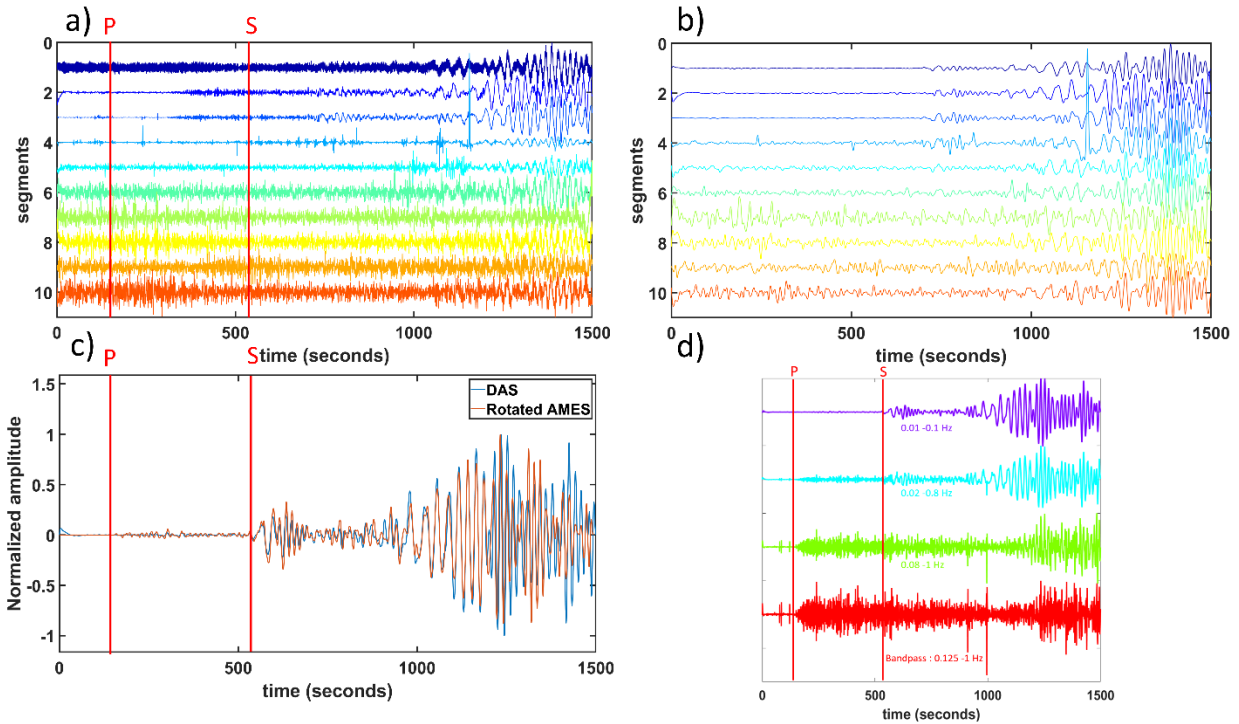 a)
P
S
0
2
4
6
8
10
segments
0
500
1000
1500
time (seconds)
b)
0
2
4
6
8
10
segments
0
500
1000
1500
time (seconds)
c)
P
S
DAS
Rotated AMES
1.5
1
0.5
0
-0.5
-1
Normalized amplitude
0
500
1000
1500
time (seconds)
d)
P
S
0.01 -0.1 Hz
0.02 -0.8 Hz
0.08 -1 Hz
Bandpass : 0.125 -1 Hz
0
500
1000
1500
time (seconds)